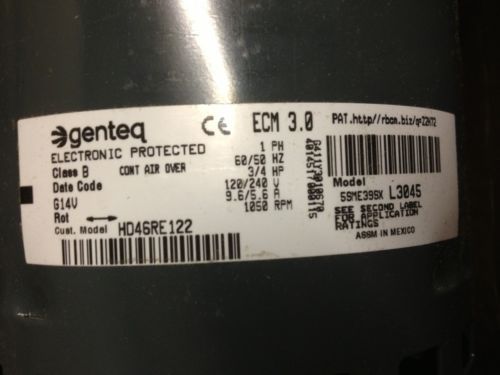 genteq CE ECM 3.0 PAT.http//rbcm.biz/q=Z2H72
ELECTRONIC PROTECTED 1 PH
Class B CONT AIR OVER 60/50 HZ
Date Code 3/4 HP
G14V 120/240 V
Rot 9.6/5.6 A
1050 RPM
Cust. Model HD46RE122
Model
5SME39SX L3045
SEE SECOND LABEL
FOR APPLICATION
RATINGS
ASSM IN MEXICO